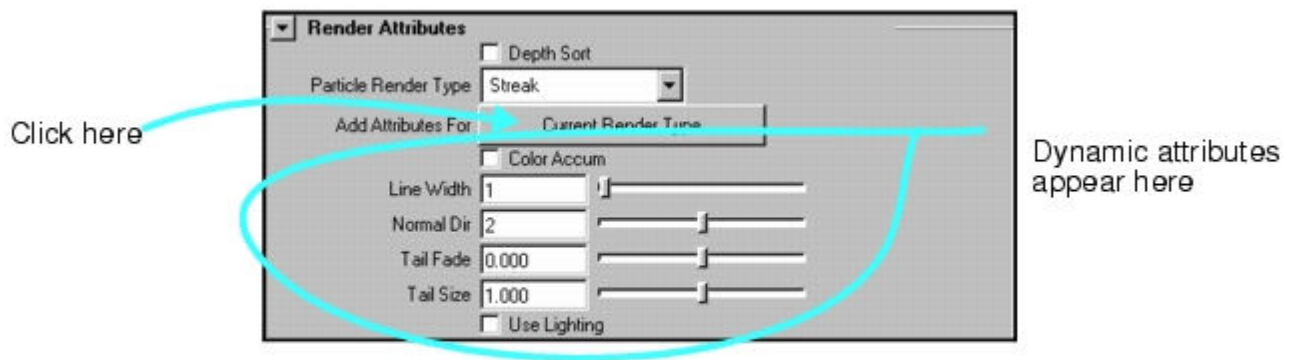 Render Attributes
Depth Sort
Particle Render Type Streak
Click here
Add Attributes For Current Render Type
Dynamic attributes
appear here
Color Accum
Line Width 1
Normal Dir 2
Tail Fade 0.000
Tail Size 1.000
Use Lighting